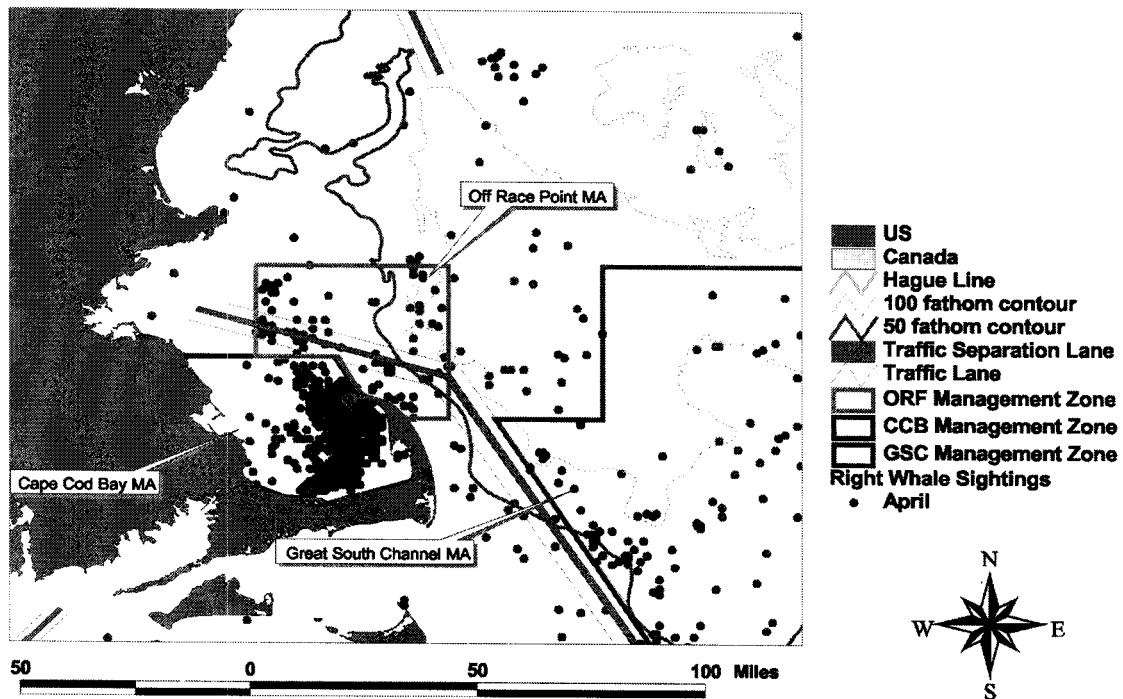 Off Race Point MA
Cape Cod Bay MA
Great South Channel MA
US
Canada
Hague Line
100 fathom contour
50 fathom contour
Traffic Separation Lane
Traffic Lane
ORF Management Zone
CCB Management Zone
GSC Management Zone
Right Whale Sightings
April
N
W E
S
50 0 50 100 Miles